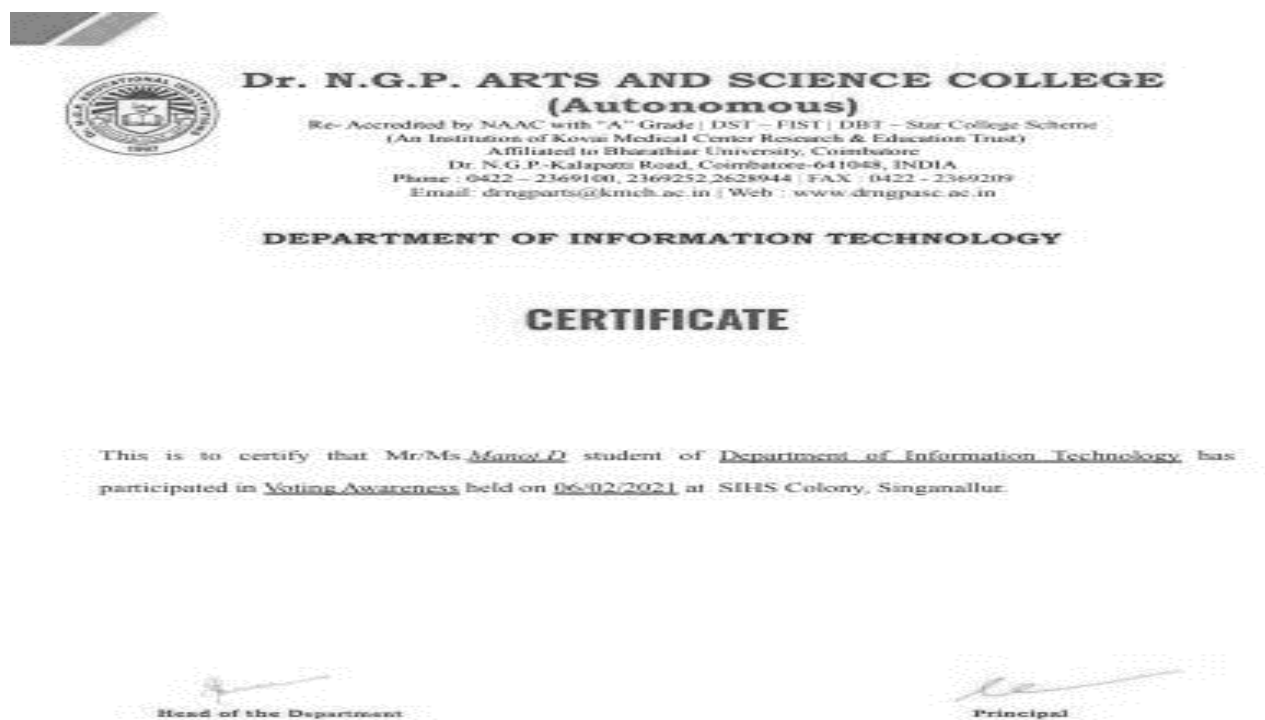 Dr. N.G.P. ARTS AND SCIENCE COLLEGE
(Autonomous)
Re- Accredited by NAAC with "A" Grade | DST – FIST | DBT – Star College Scheme
(An Institution of Kovai Medical Center Research & Education Trust)
Affiliated to Bharathiar University, Coimbatore
Dr. N.G.P.-Kalapatti Road, Coimbatore-641048, INDIA
Phone : 0422 – 2369100, 2369252,2628944 | FAX : 0422 - 2369209
Email: drngparts@kmch.ac.in | Web : www.drngpasc.ac.in
DEPARTMENT OF INFORMATION TECHNOLOGY
CERTIFICATE
This is to certify that Mr/Ms.Manoj.D student of Department of Information Technology has
participated in Voting Awareness held on 06/02/2021 at SIHS Colony, Singanallur.
Head of the Department
Principal